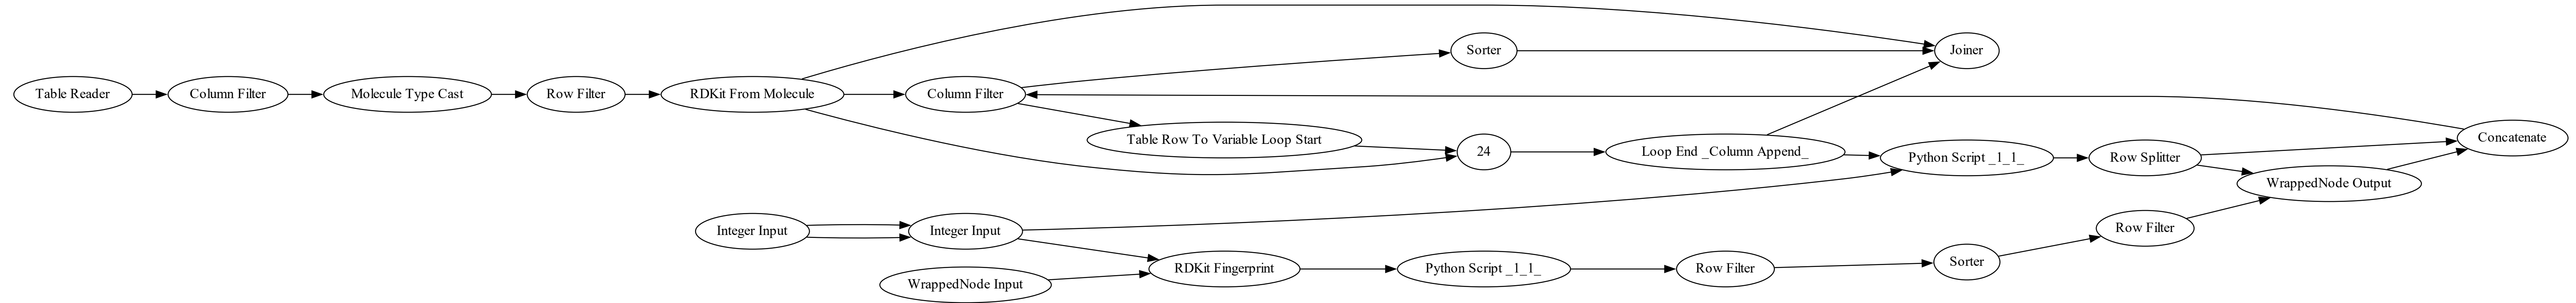 Table Reader
Column Filter
Molecule Type Cast
Row Filter
RDKit From Molecule
Column Filter
Sorter
Joiner
Table Row To Variable Loop Start
24
Loop End _Column Append_
Python Script _1_1_
Row Splitter
WrappedNode Output
Concatenate
Integer Input
Integer Input
WrappedNode Input
RDKit Fingerprint
Python Script _1_1_
Row Filter
Sorter
Row Filter